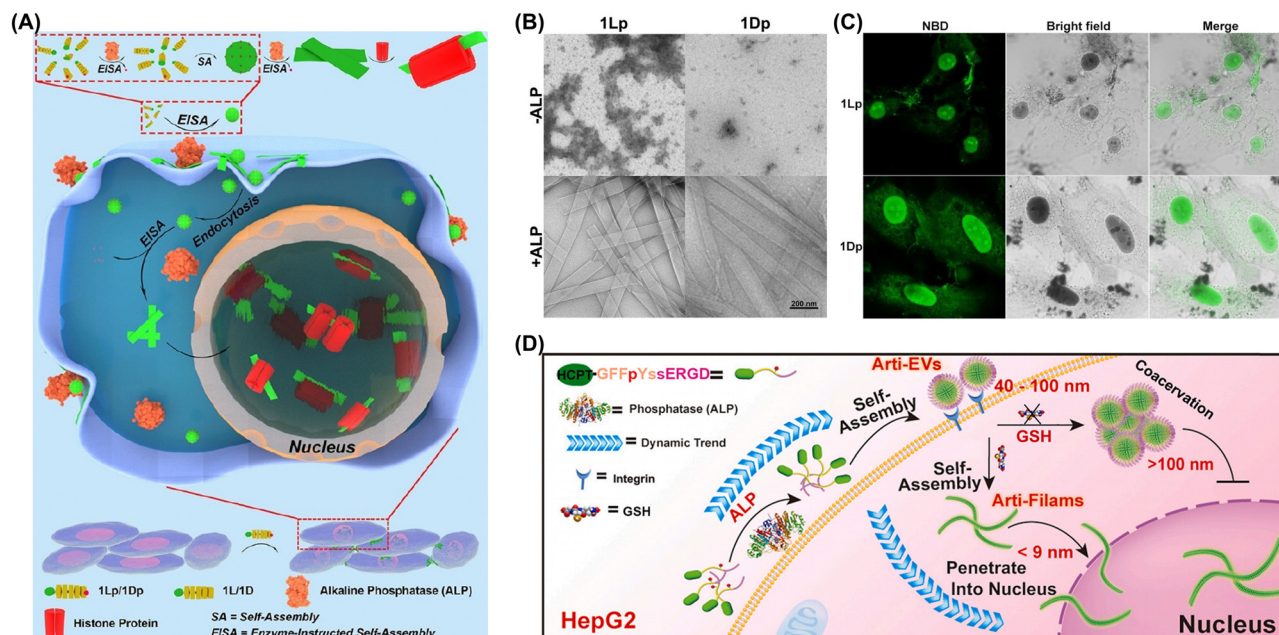 (A)
EISA
SA
EISA
EISA
Endocytosis
EISA
Nucleus
1Lp/1Dp
1L/1D
Alkaline Phosphatase (ALP)
Histone Protein
SA = Self-Assembly
EISA = Enzyme-Instructed Self-Assembly
(B)
1Lp
1Dp
-ALP
+ALP
200 nm
(C)
NBD
Bright field
Merge
1Lp
1Dp
(D)
HCPT-GFFpYssERGD=
= Phosphatase (ALP)
= Dynamic Trend
= Integrin
= GSH
ALP
Self-Assembly
Arti-EVs
40 - 100 nm
GSH
Coacervation
>100 nm
Self-
Assembly
Arti-Filams
< 9 nm
Penetrate
Into Nucleus
HepG2
Nucleus